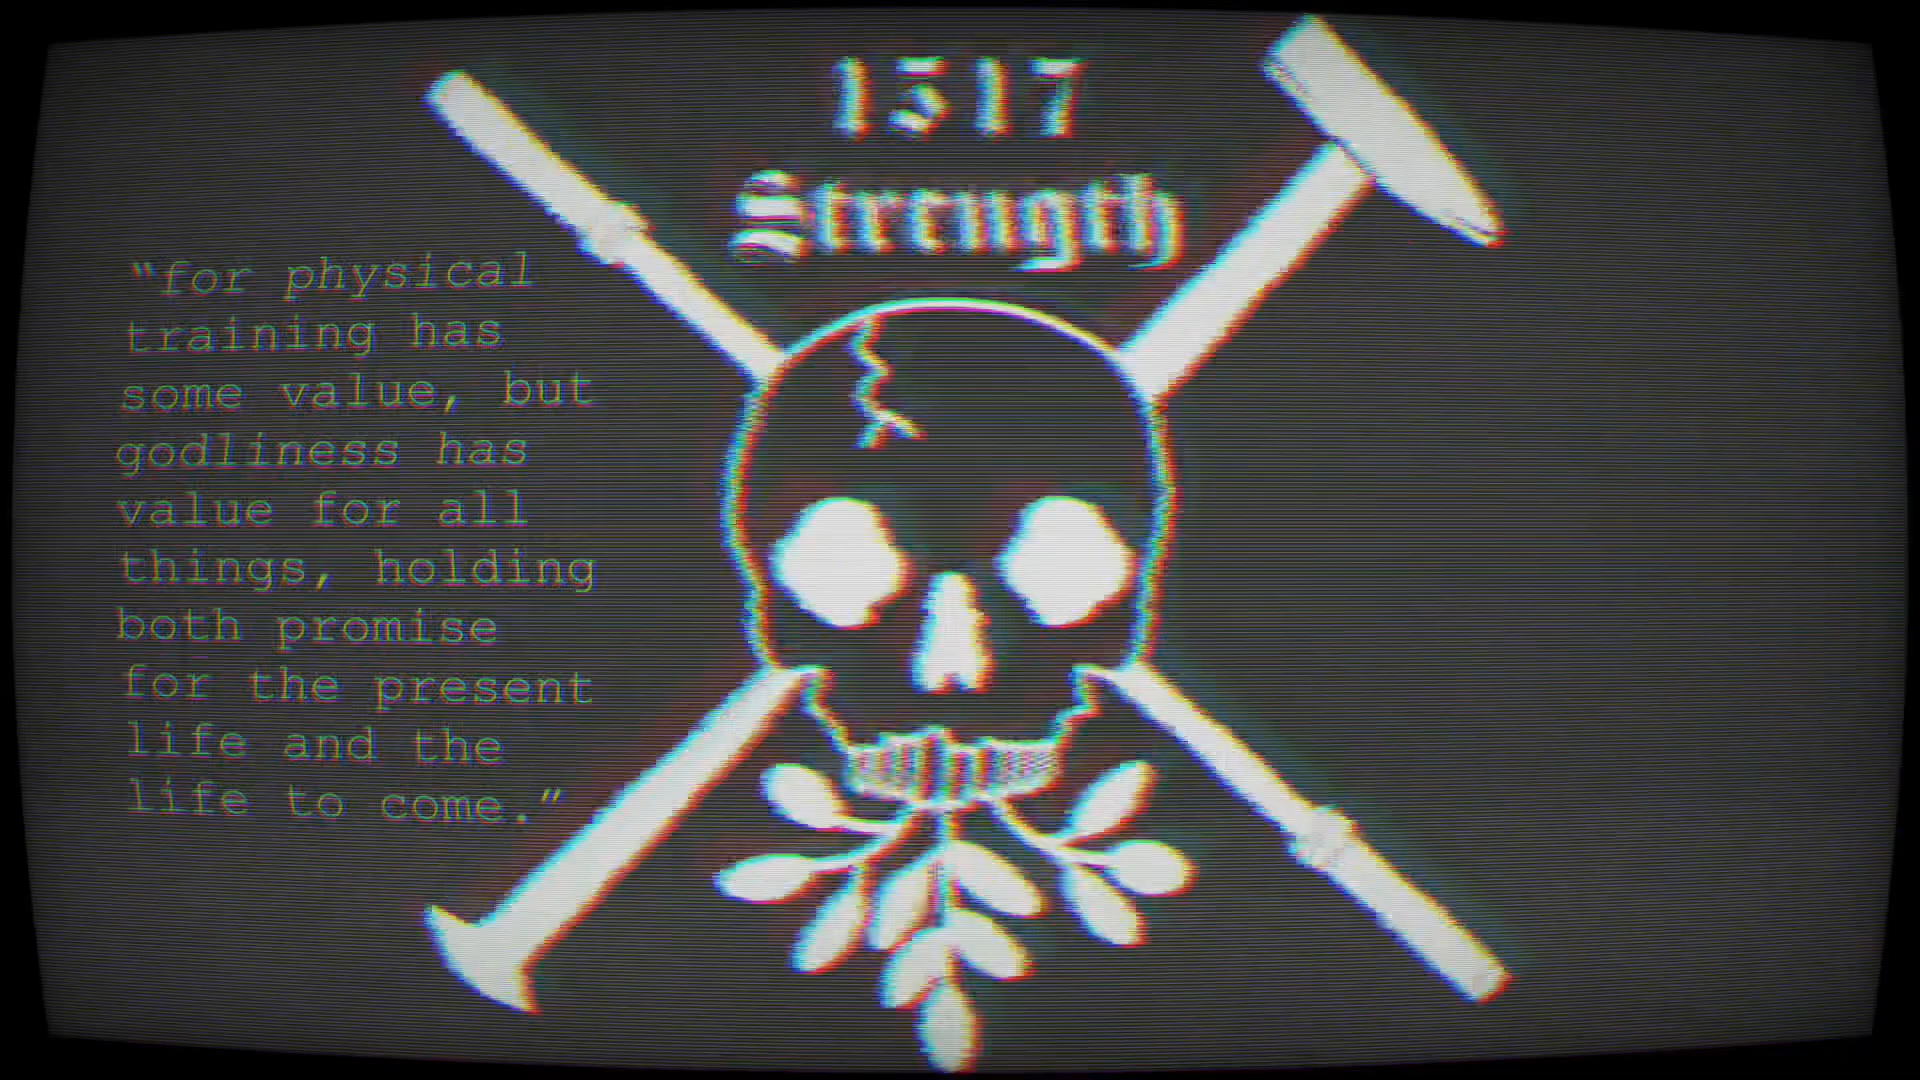 1517
Strength
"for physical
training has
some value, but
godliness has
value for all
things, holding
both promise
for the present
life and the
life to come."